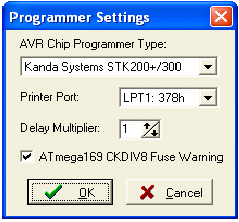 Programmer Settings
AVR Chip Programmer Type:
Kanda Systems STK200+/300
Printer Port: LPT1: 378h
Delay Multiplier: 1
ATmega169 CKDIV8 Fuse Warning
OK Cancel